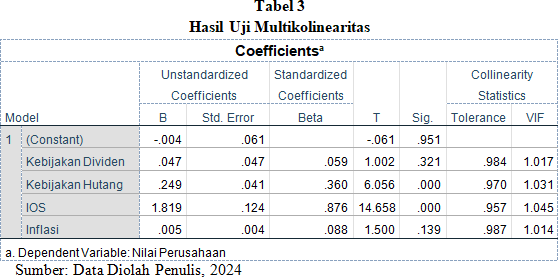 Tabel 3
Hasil Uji Multikolinearitas
Coefficientsa
Unstandardized Standardized Collinearity
Coefficients Coefficients Statistics
Model B Std. Error Beta T Sig. Tolerance VIF
1 (Constant) -.004 .061 -.061 .951
Kebijakan Dividen .047 .047 .059 1.002 .321 .984 1.017
Kebijakan Hutang .249 .041 .360 6.056 .000 .970 1.031
IOS 1.819 .124 .876 14.658 .000 .957 1.045
Inflasi .005 .004 .088 1.500 .139 .987 1.014
a. Dependent Variable: Nilai Perusahaan
Sumber: Data Diolah Penulis, 2024